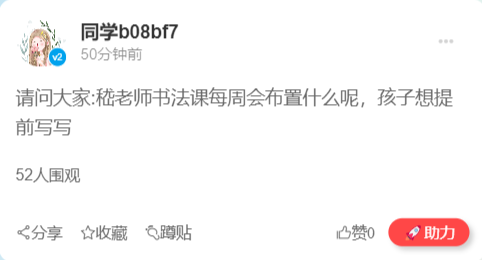 同学b08bf7
v2
50分钟前
请问大家:嵇老师书法课每周会布置什么呢，孩子想提
前写写
52人围观
分享 收藏 蹲贴 赞0 助力